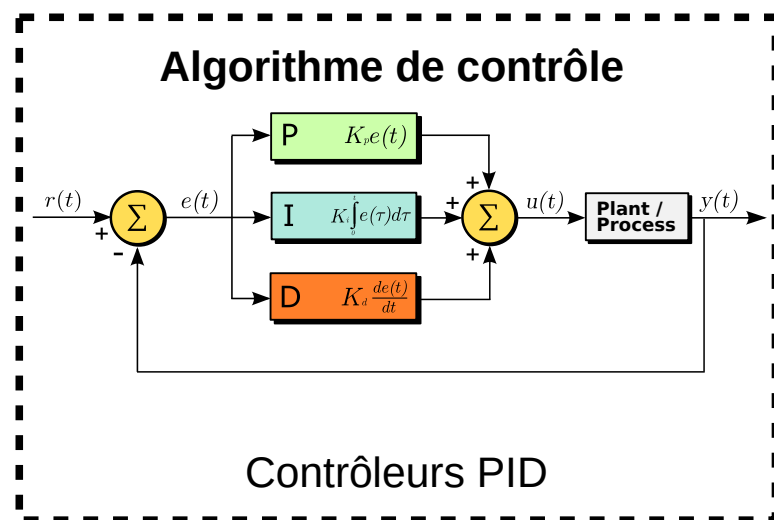 Algorithme de contrôle
P K_p e(t)
r(t) + Σ e(t)
-
I K_i ∫_0^t e(τ)dτ
+ + + Σ u(t)
Plant /
Process
y(t)
D K_d de(t)/dt
Contrôleurs PID